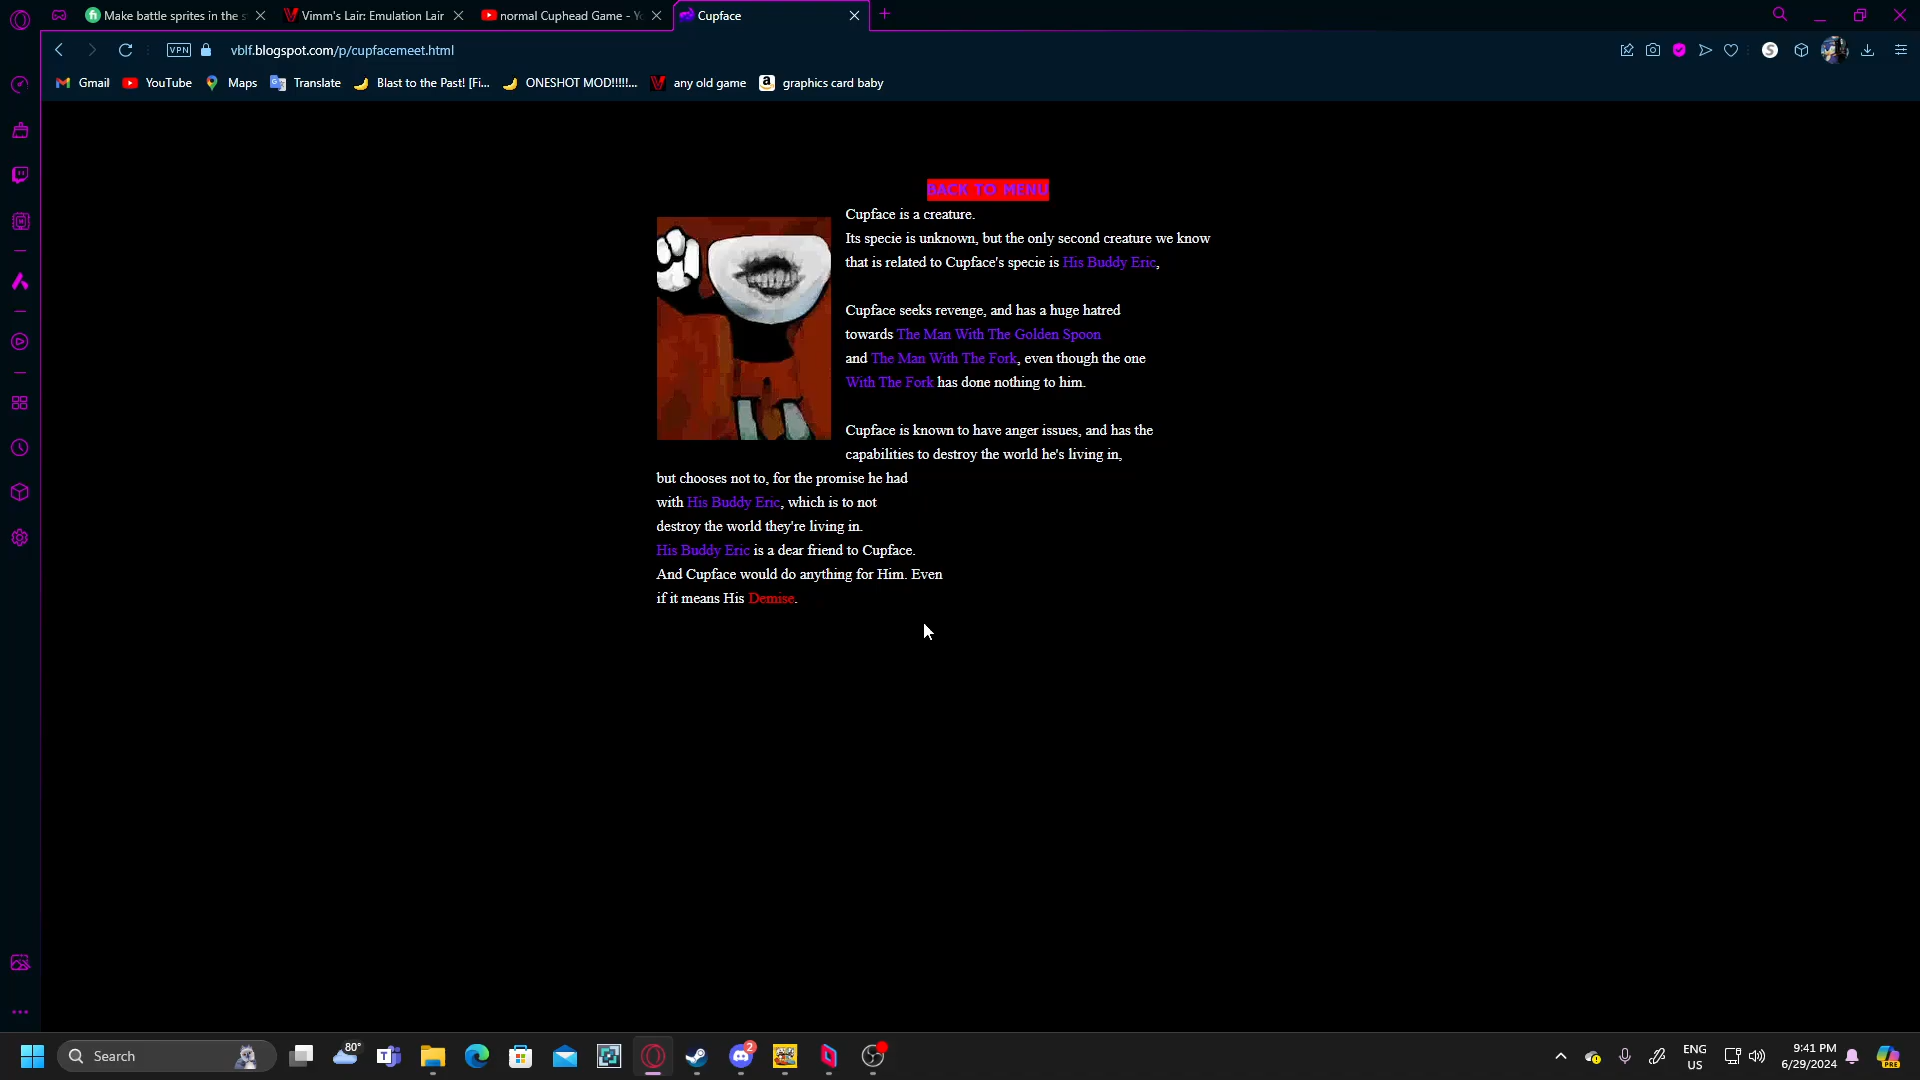 Make battle sprites in the s
Vimm's Lair: Emulation Lair
normal Cuphead Game - Yo
Cupface
VPN
vblf.blogspot.com/p/cupfacemeet.html
S
Gmail
YouTube
Maps
Translate
Blast to the Past! [Fi...
ONESHOT MOD!!!!!...
any old game
graphics card baby
BACK TO MENU
Cupface is a creature.
Its specie is unknown, but the only second creature we know
that is related to Cupface's specie is His Buddy Eric,
Cupface seeks revenge, and has a huge hatred
towards The Man With The Golden Spoon
and The Man With The Fork, even though the one
With The Fork has done nothing to him.
Cupface is known to have anger issues, and has the
capabilities to destroy the world he's living in,
but chooses not to, for the promise he had
with His Buddy Eric, which is to not
destroy the world they're living in.
His Buddy Eric is a dear friend to Cupface.
And Cupface would do anything for Him. Even
if it means His Demise.
Search
80°
2
ENG
US
9:41 PM
6/29/2024
PRE